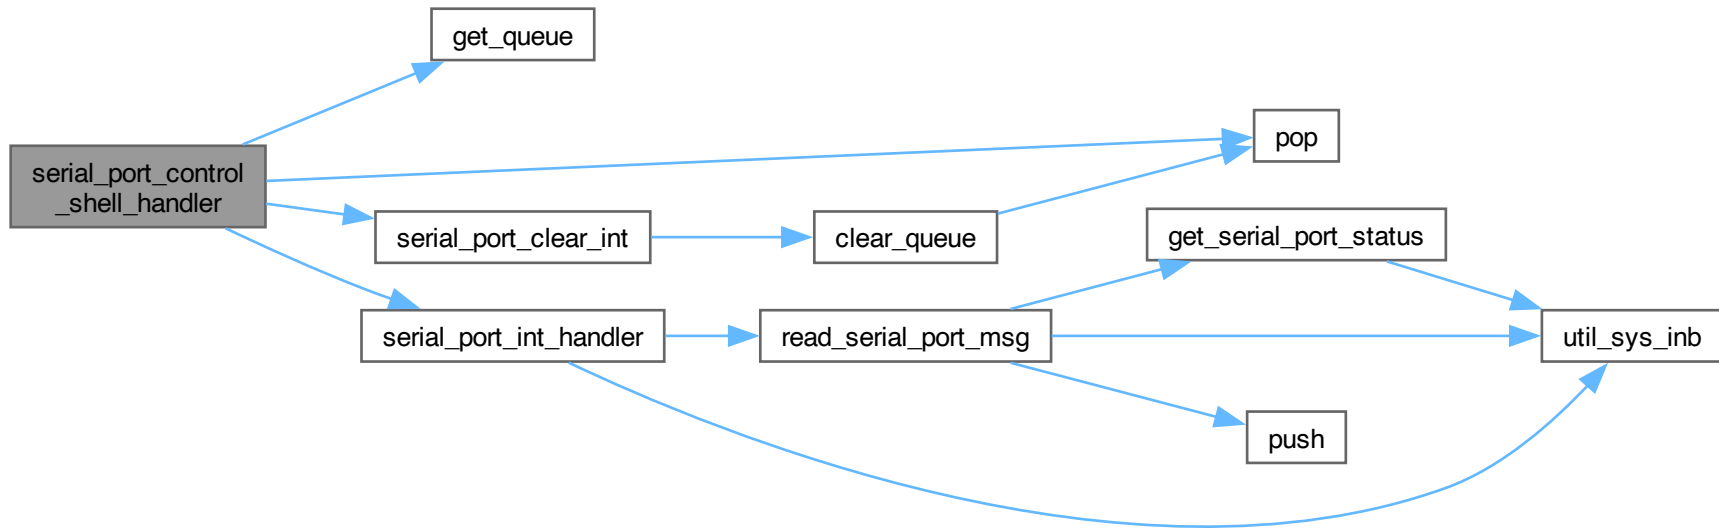 get_queue
serial_port_control
_shell_handler
pop
serial_port_clear_int
clear_queue
get_serial_port_status
serial_port_int_handler
read_serial_port_msg
util_sys_inb
push